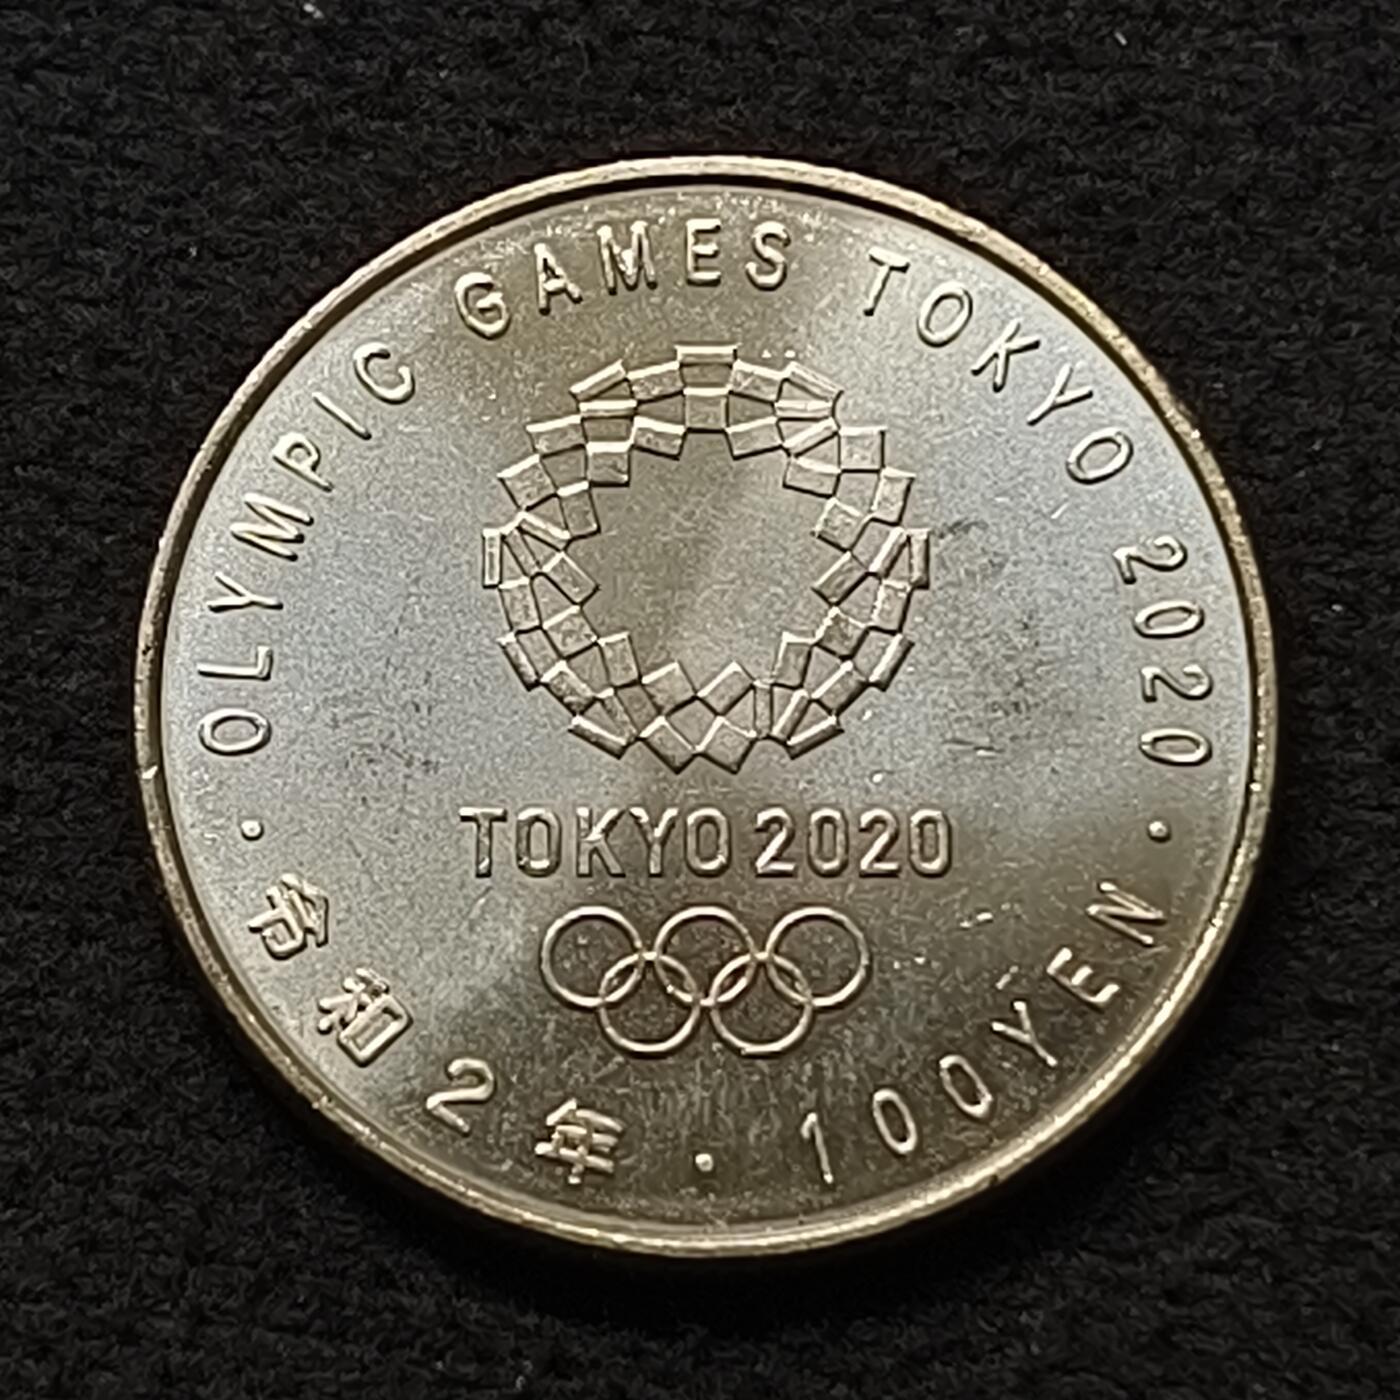 OLYMPIC GAMES TOKYO 2020
TOKYO 2020
令和2年・100YEN